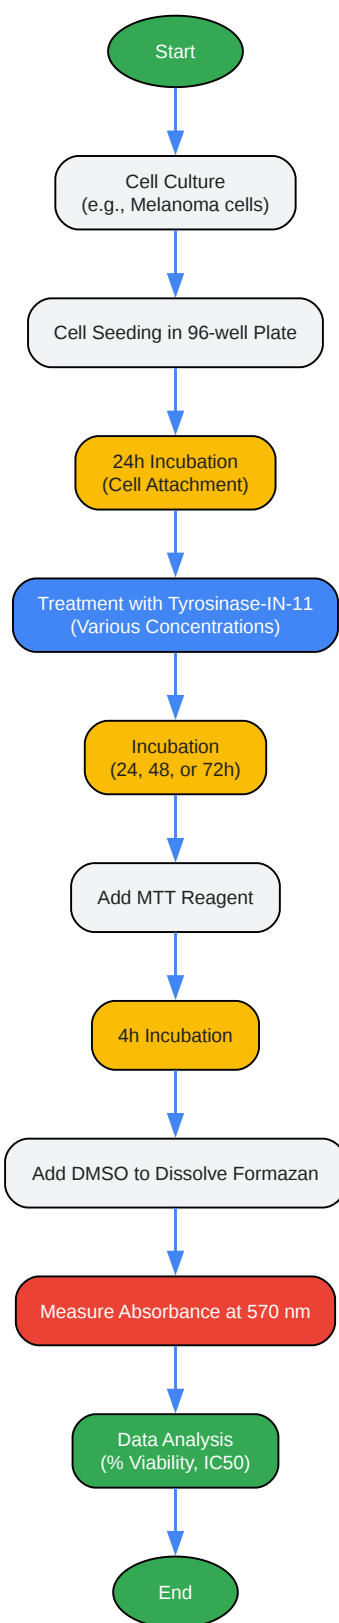 Start
Cell Culture
(e.g., Melanoma cells)
Cell Seeding in 96-well Plate
24h Incubation
(Cell Attachment)
Treatment with Tyrosinase-IN-11
(Various Concentrations)
Incubation
(24, 48, or 72h)
Add MTT Reagent
4h Incubation
Add DMSO to Dissolve Formazan
Measure Absorbance at 570 nm
Data Analysis
(% Viability, IC50)
End